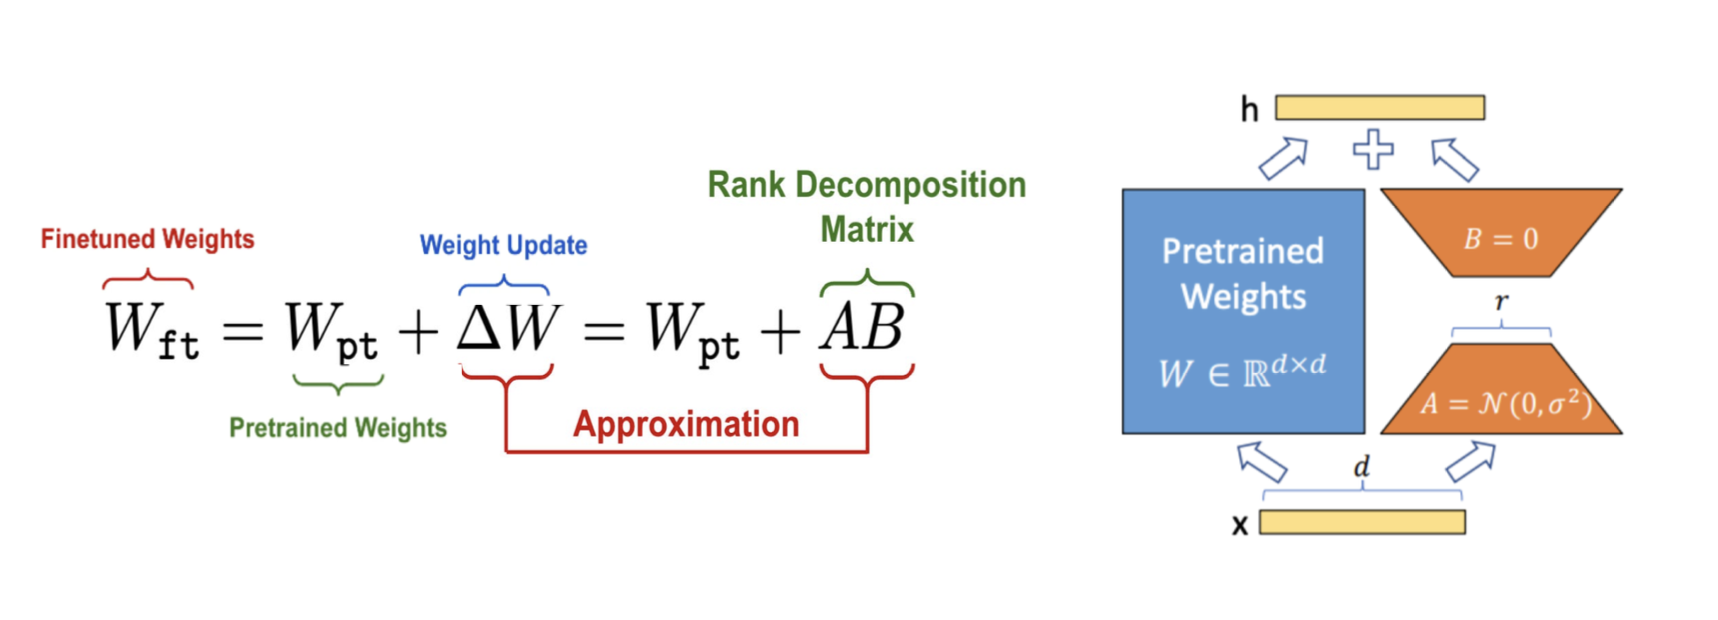 Finetuned Weights
Weight Update
Rank Decomposition
Matrix
W_ft = W_pt + ΔW = W_pt + AB
Pretrained Weights
Approximation
h
Pretrained
Weights
W ∈ ℝ^{d×d}
B = 0
r
A = 𝒩(0, σ²)
d
x